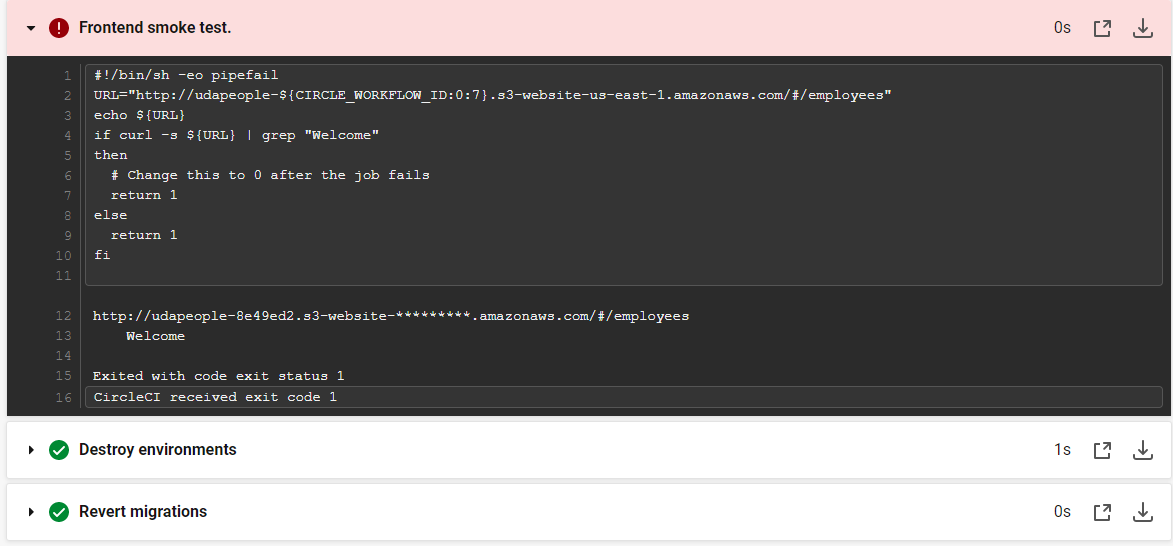 Frontend smoke test. 0s
1 #!/bin/sh -eo pipefail
2 URL="http://udapeople-${CIRCLE_WORKFLOW_ID:0:7}.s3-website-us-east-1.amazonaws.com/#/employees"
3 echo ${URL}
4 if curl -s ${URL} | grep "Welcome"
5 then
6   # Change this to 0 after the job fails
7   return 1
8 else
9   return 1
10 fi
11
12 http://udapeople-8e49ed2.s3-website-*********.amazonaws.com/#/employees
13     Welcome
14
15 Exited with code exit status 1
16 CircleCI received exit code 1
Destroy environments 1s
Revert migrations 0s